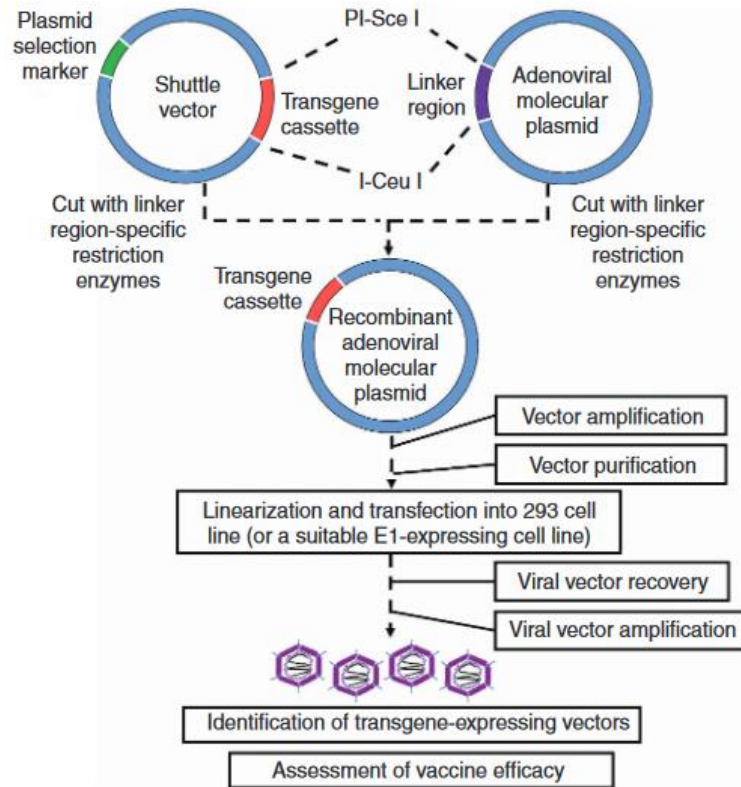 Plasmid
selection
marker
Shuttle
vector
PI-Sce I
Transgene
cassette
Linker
region
Adenoviral
molecular
plasmid
I-Ceu I
Cut with linker
region-specific
restriction
enzymes
Cut with linker
region-specific
restriction
enzymes
Transgene
cassette
Recombinant
adenoviral
molecular
plasmid
Vector amplification
Vector purification
Linearization and transfection into 293 cell
line (or a suitable E1-expressing cell line)
Viral vector recovery
Viral vector amplification
Identification of transgene-expressing vectors
Assessment of vaccine efficacy